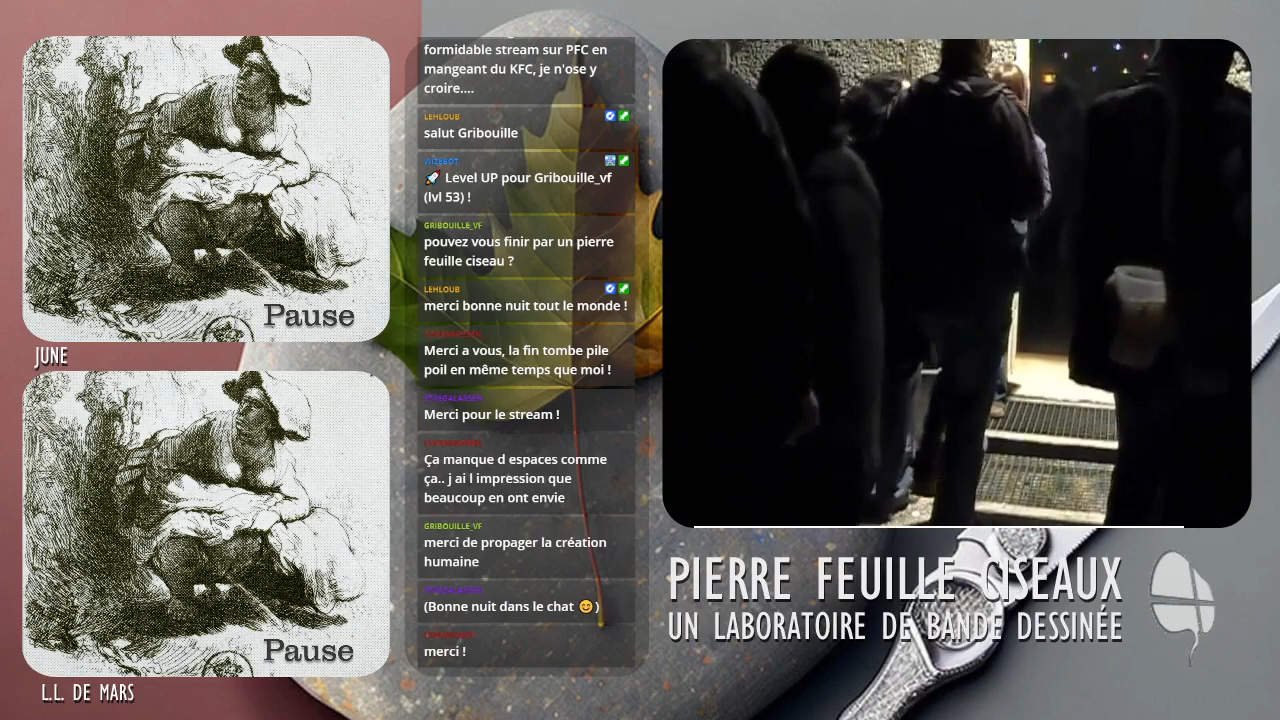 Pause
JUNE
Pause
L.L. DE MARS
formidable stream sur PFC en
mangeant du KFC, je n'ose y
croire....
LEHLOUB
salut Gribouille
WIZEBOT
🚀 Level UP pour Gribouille_vf
(lvl 53) !
GRIBOUILLE_VF
pouvez vous finir par un pierre
feuille ciseau ?
LEHLOUB
merci bonne nuit tout le monde !
Merci a vous, la fin tombe pile
poil en même temps que moi !
Merci pour le stream !
Ça manque d espaces comme
ça.. j ai l impression que
beaucoup en ont envie
GRIBOUILLE_VF
merci de propager la création
humaine
(Bonne nuit dans le chat 😊)
merci !
PIERRE FEUILLE CISEAUX
UN LABORATOIRE DE BANDE DESSINÉE